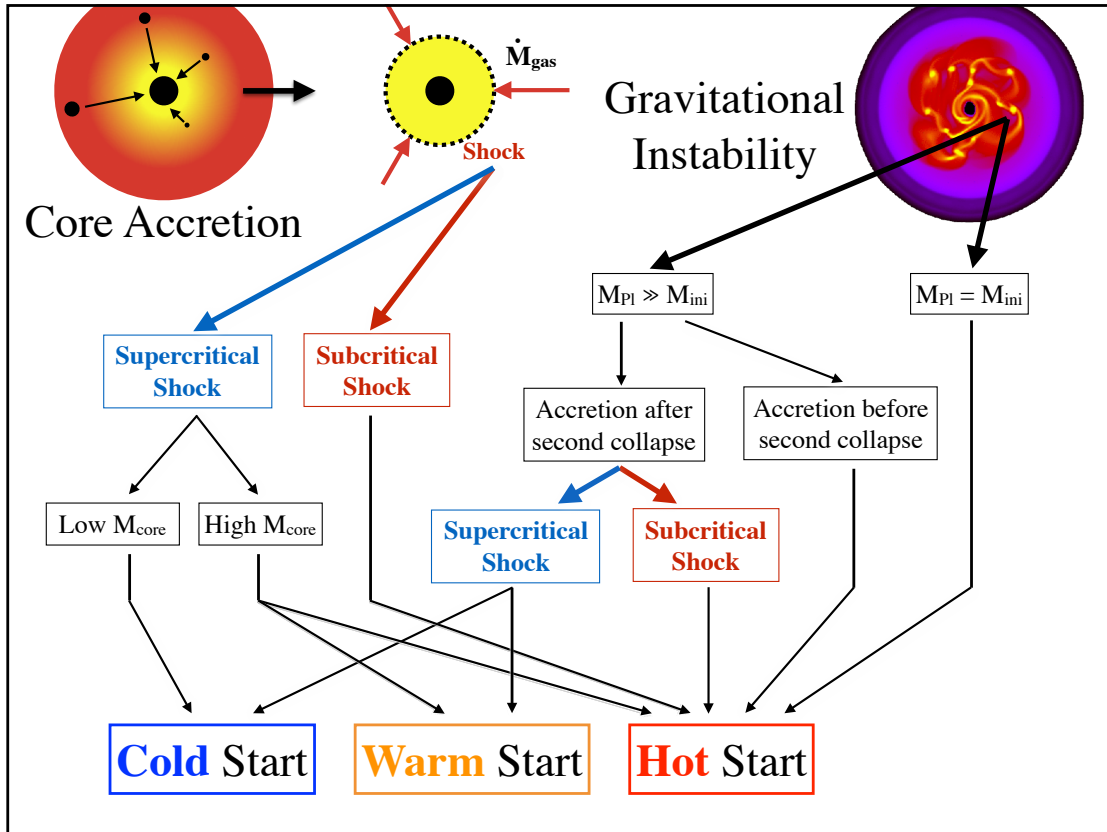 Ṁgas
Shock
Core Accretion
Gravitational
Instability
MPl ≫ Mini
MPl = Mini
Supercritical
Shock
Subcritical
Shock
Accretion after
second collapse
Accretion before
second collapse
Low Mcore
High Mcore
Supercritical
Shock
Subcritical
Shock
Cold Start
Warm Start
Hot Start